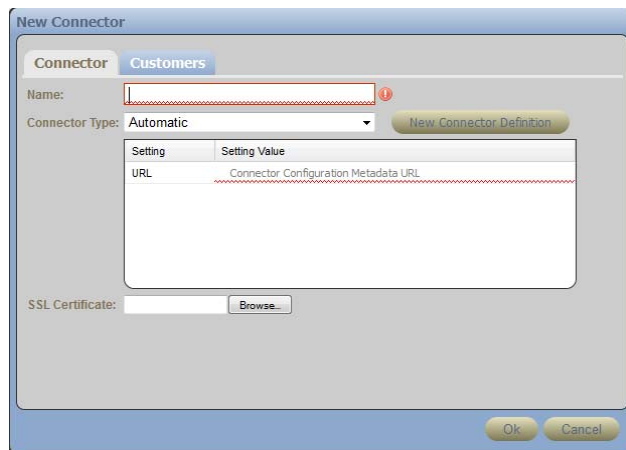 New Connector
Connector Customers
Name:
Connector Type: Automatic New Connector Definition
Setting Setting Value
URL Connector Configuration Metadata URL
SSL Certificate: Browse...
Ok Cancel